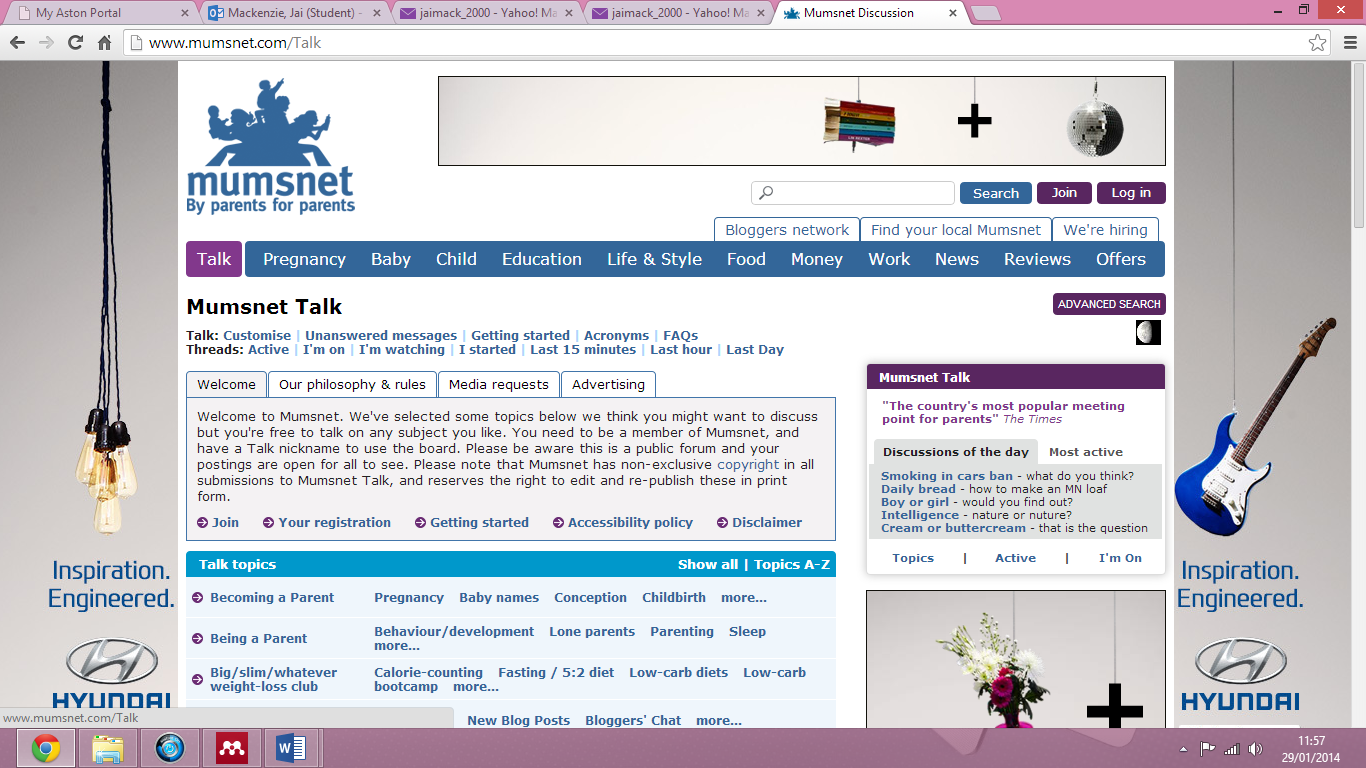 My Aston Portal
Mackenzie, Jai (Student) -
jaimack_2000 - Yahoo! Ma
jaimack_2000 - Yahoo! Ma
Mumsnet Discussion
www.mumsnet.com/Talk
mumsnet
By parents for parents
Search Join Log in
Bloggers network Find your local Mumsnet We're hiring
Talk Pregnancy Baby Child Education Life & Style Food Money Work News Reviews Offers
Mumsnet Talk
ADVANCED SEARCH
Talk: Customise | Unanswered messages | Getting started | Acronyms | FAQs
Threads: Active | I'm on | I'm watching | I started | Last 15 minutes | Last hour | Last Day
Welcome Our philosophy & rules Media requests Advertising
Welcome to Mumsnet. We've selected some topics below we think you might want to discuss
but you're free to talk on any subject you like. You need to be a member of Mumsnet, and
have a Talk nickname to use the board. Please be aware this is a public forum and your
postings are open for all to see. Please note that Mumsnet has non-exclusive copyright in all
submissions to Mumsnet Talk, and reserves the right to edit and re-publish these in print
form.
Join Your registration Getting started Accessibility policy Disclaimer
Talk topics Show all | Topics A-Z
Becoming a Parent Pregnancy Baby names Conception Childbirth more...
Being a Parent
Behaviour/development Lone parents Parenting Sleep
more...
Big/slim/whatever
weight-loss club
Calorie-counting Fasting / 5:2 diet Low-carb diets Low-carb
bootcamp more...
New Blog Posts Bloggers' Chat more...
Mumsnet Talk
"The country's most popular meeting
point for parents" The Times
Discussions of the day Most active
Smoking in cars ban - what do you think?
Daily bread - how to make an MN loaf
Boy or girl - would you find out?
Intelligence - nature or nuture?
Cream or buttercream - that is the question
Topics | Active | I'm On
Inspiration.
Engineered.
HYUNDAI
Inspiration.
Engineered.
HYUNDAI
www.mumsnet.com/Talk
11:57
29/01/2014